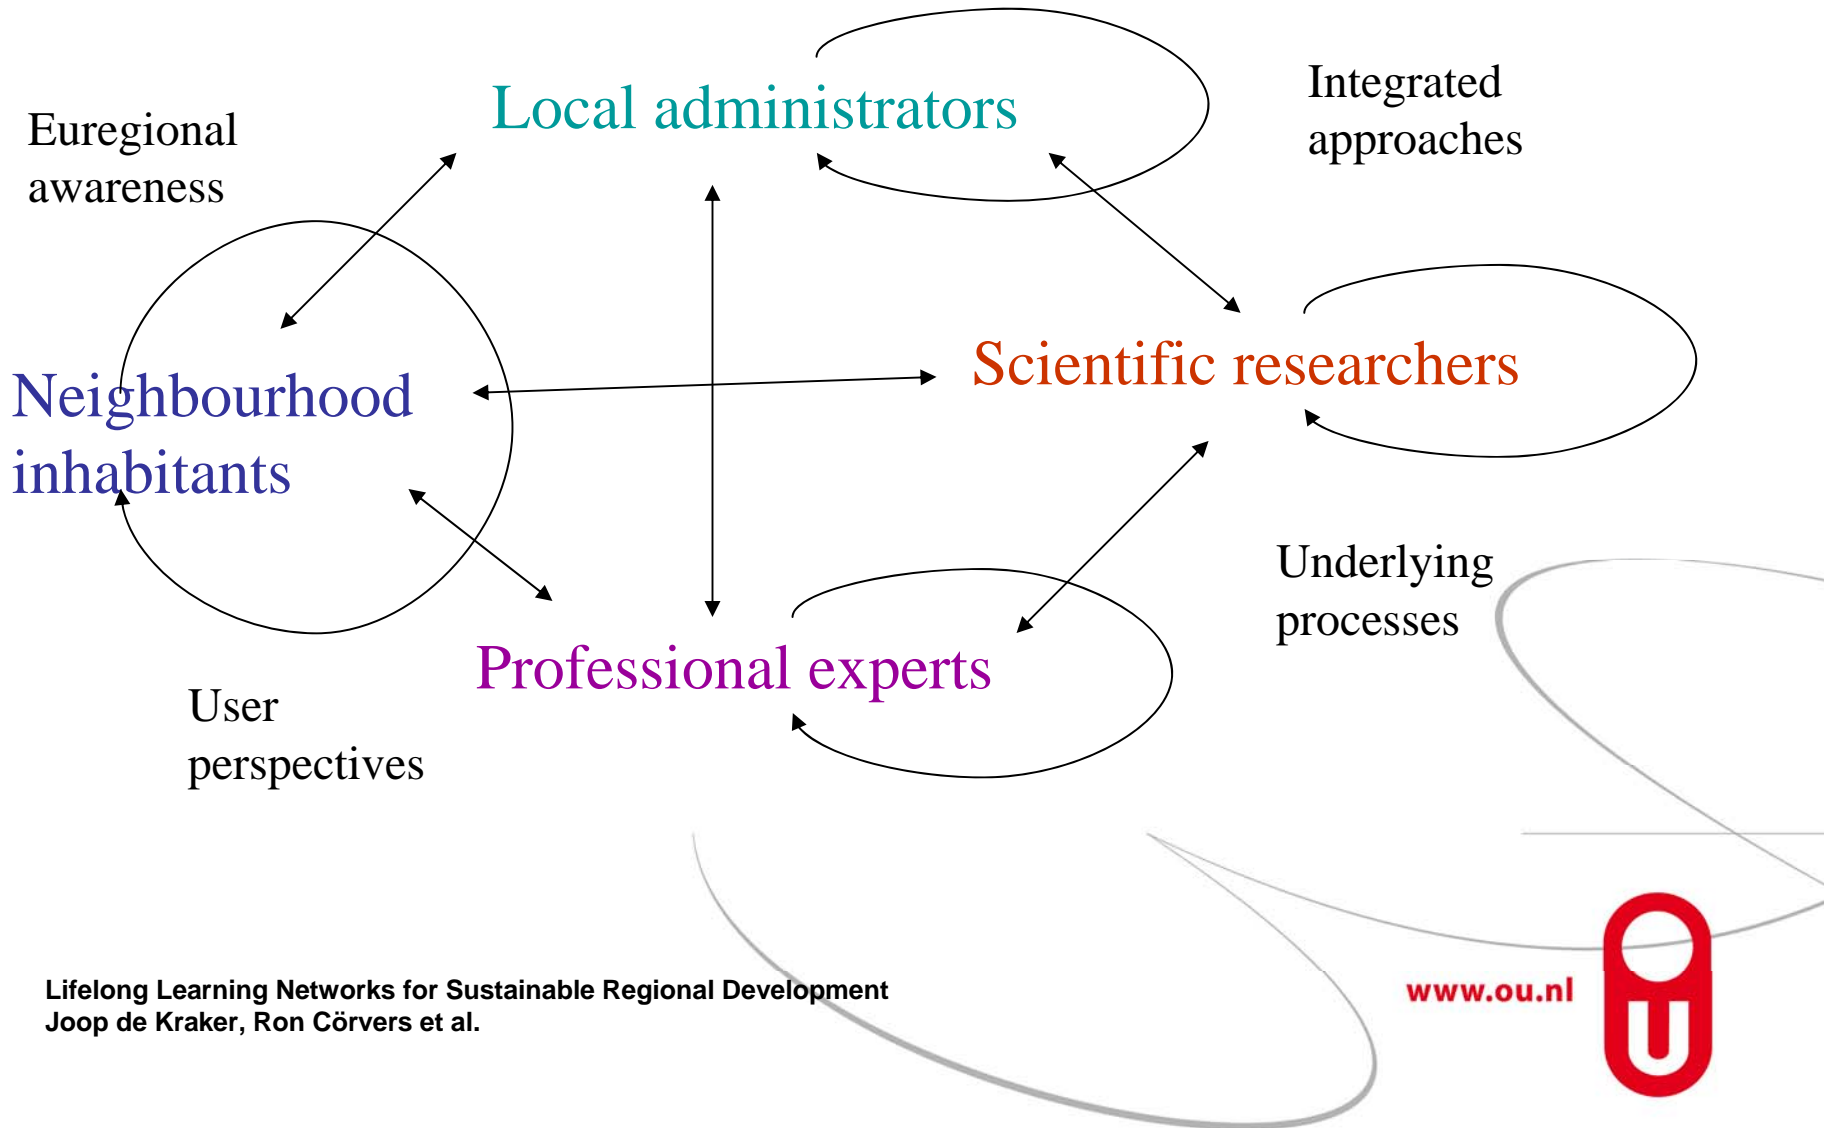 Local administrators
Integrated
approaches
Euregional
awareness
Scientific researchers
Neighbourhood
inhabitants
Underlying
processes
Professional experts
User
perspectives
Lifelong Learning Networks for Sustainable Regional Development
Joop de Kraker, Ron Cörvers et al.
www.ou.nl
U